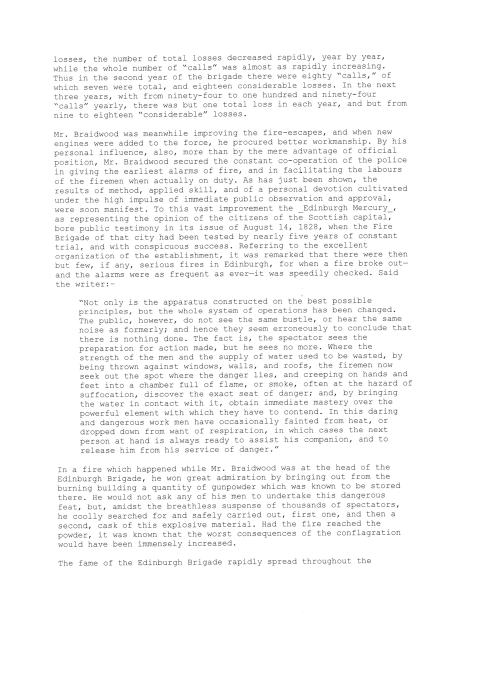 losses, the number of total losses decreased rapidly, year by year,
while the whole number of “calls” was almost as rapidly increasing.
Thus in the second year of the brigade there were eighty “calls,” of
which seven were total, and eighteen considerable losses. In the next
three years, with from ninety-four to one hundred and ninety-four
“calls” yearly, there was but one total loss in each year, and but from
nine to eighteen “considerable” losses.

Mr. Braidwood was meanwhile improving the fire-escapes, and when new
engines were added to the force, he procured better workmanship. By his
personal influence, also, more than by the mere advantage of official
position, Mr. Braidwood secured the constant co-operation of the police
in giving the earliest alarms of fire, and in facilitating the labours
of the firemen when actually on duty. As has just been shown, the
results of method, applied skill, and of a personal devotion cultivated
under the high impulse of immediate public observation and approval,
were soon manifest. To this vast improvement the _Edinburgh Mercury_,
as representing the opinion of the citizens of the Scottish capital,
bore public testimony in its issue of August 14, 1828, when the Fire
Brigade of that city had been tested by nearly five years of constant
trial, and with conspicuous success. Referring to the excellent
organization of the establishment, it was remarked that there were then
but few, if any, serious fires in Edinburgh, for when a fire broke out—
and the alarms were as frequent as ever—it was speedily checked. Said
the writer:—

“Not only is the apparatus constructed on the best possible
principles, but the whole system of operations has been changed.
The public, however, do not see the same bustle, or hear the same
noise as formerly; and hence they seem erroneously to conclude that
there is nothing done. The fact is, the spectator sees the
preparation for action made, but he sees no more. Where the
strength of the men and the supply of water used to be wasted, by
being thrown against windows, walls, and roofs, the firemen now
seek out the spot where the danger lies, and creeping on hands and
feet into a chamber full of flame, or smoke, often at the hazard of
suffocation, discover the exact seat of danger; and, by bringing
the water in contact with it, obtain immediate mastery over the
powerful element with which they have to contend. In this daring
and dangerous work men have occasionally fainted from heat, or
dropped down from want of respiration, in which cases the next
person at hand is always ready to assist his companion, and to
release him from his service of danger.”

In a fire which happened while Mr. Braidwood was at the head of the
Edinburgh Brigade, he won great admiration by bringing out from the
burning building a quantity of gunpowder which was known to be stored
there. He would not ask any of his men to undertake this dangerous
feat, but, amidst the breathless suspense of thousands of spectators,
he coolly searched for and safely carried out, first one, and then a
second, cask of this explosive material. Had the fire reached the
powder, it was known that the worst consequences of the conflagration
would have been immensely increased.

The fame of the Edinburgh Brigade rapidly spread throughout the